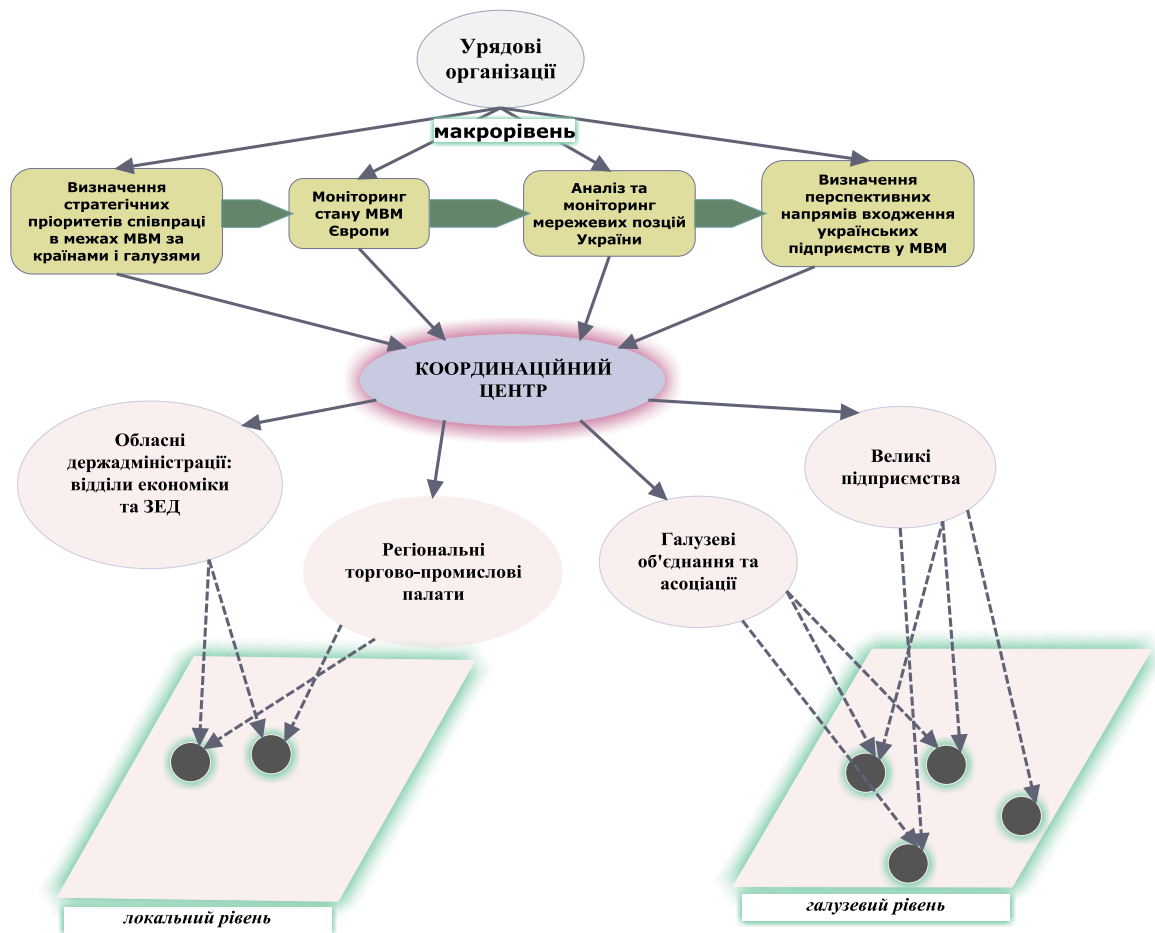 Урядові
організації
макрорівень
Визначення
стратегічних
пріоритетів співпраці
в межах МВМ за
країнами і галузями
Моніторинг
стану МВМ
Європи
Аналіз та
моніторинг
мережевих позцій
України
Визначення
перспективних
напрямів входження
українських
підприємств у МВМ
КООРДИНАЦІЙНИЙ
ЦЕНТР
Обласні
держадміністрації:
відділи економіки
та ЗЕД
Регіональні
торгово-промислові
палати
Галузеві
об'єднання та
асоціації
Великі
підприємства
локальний рівень
галузевий рівень